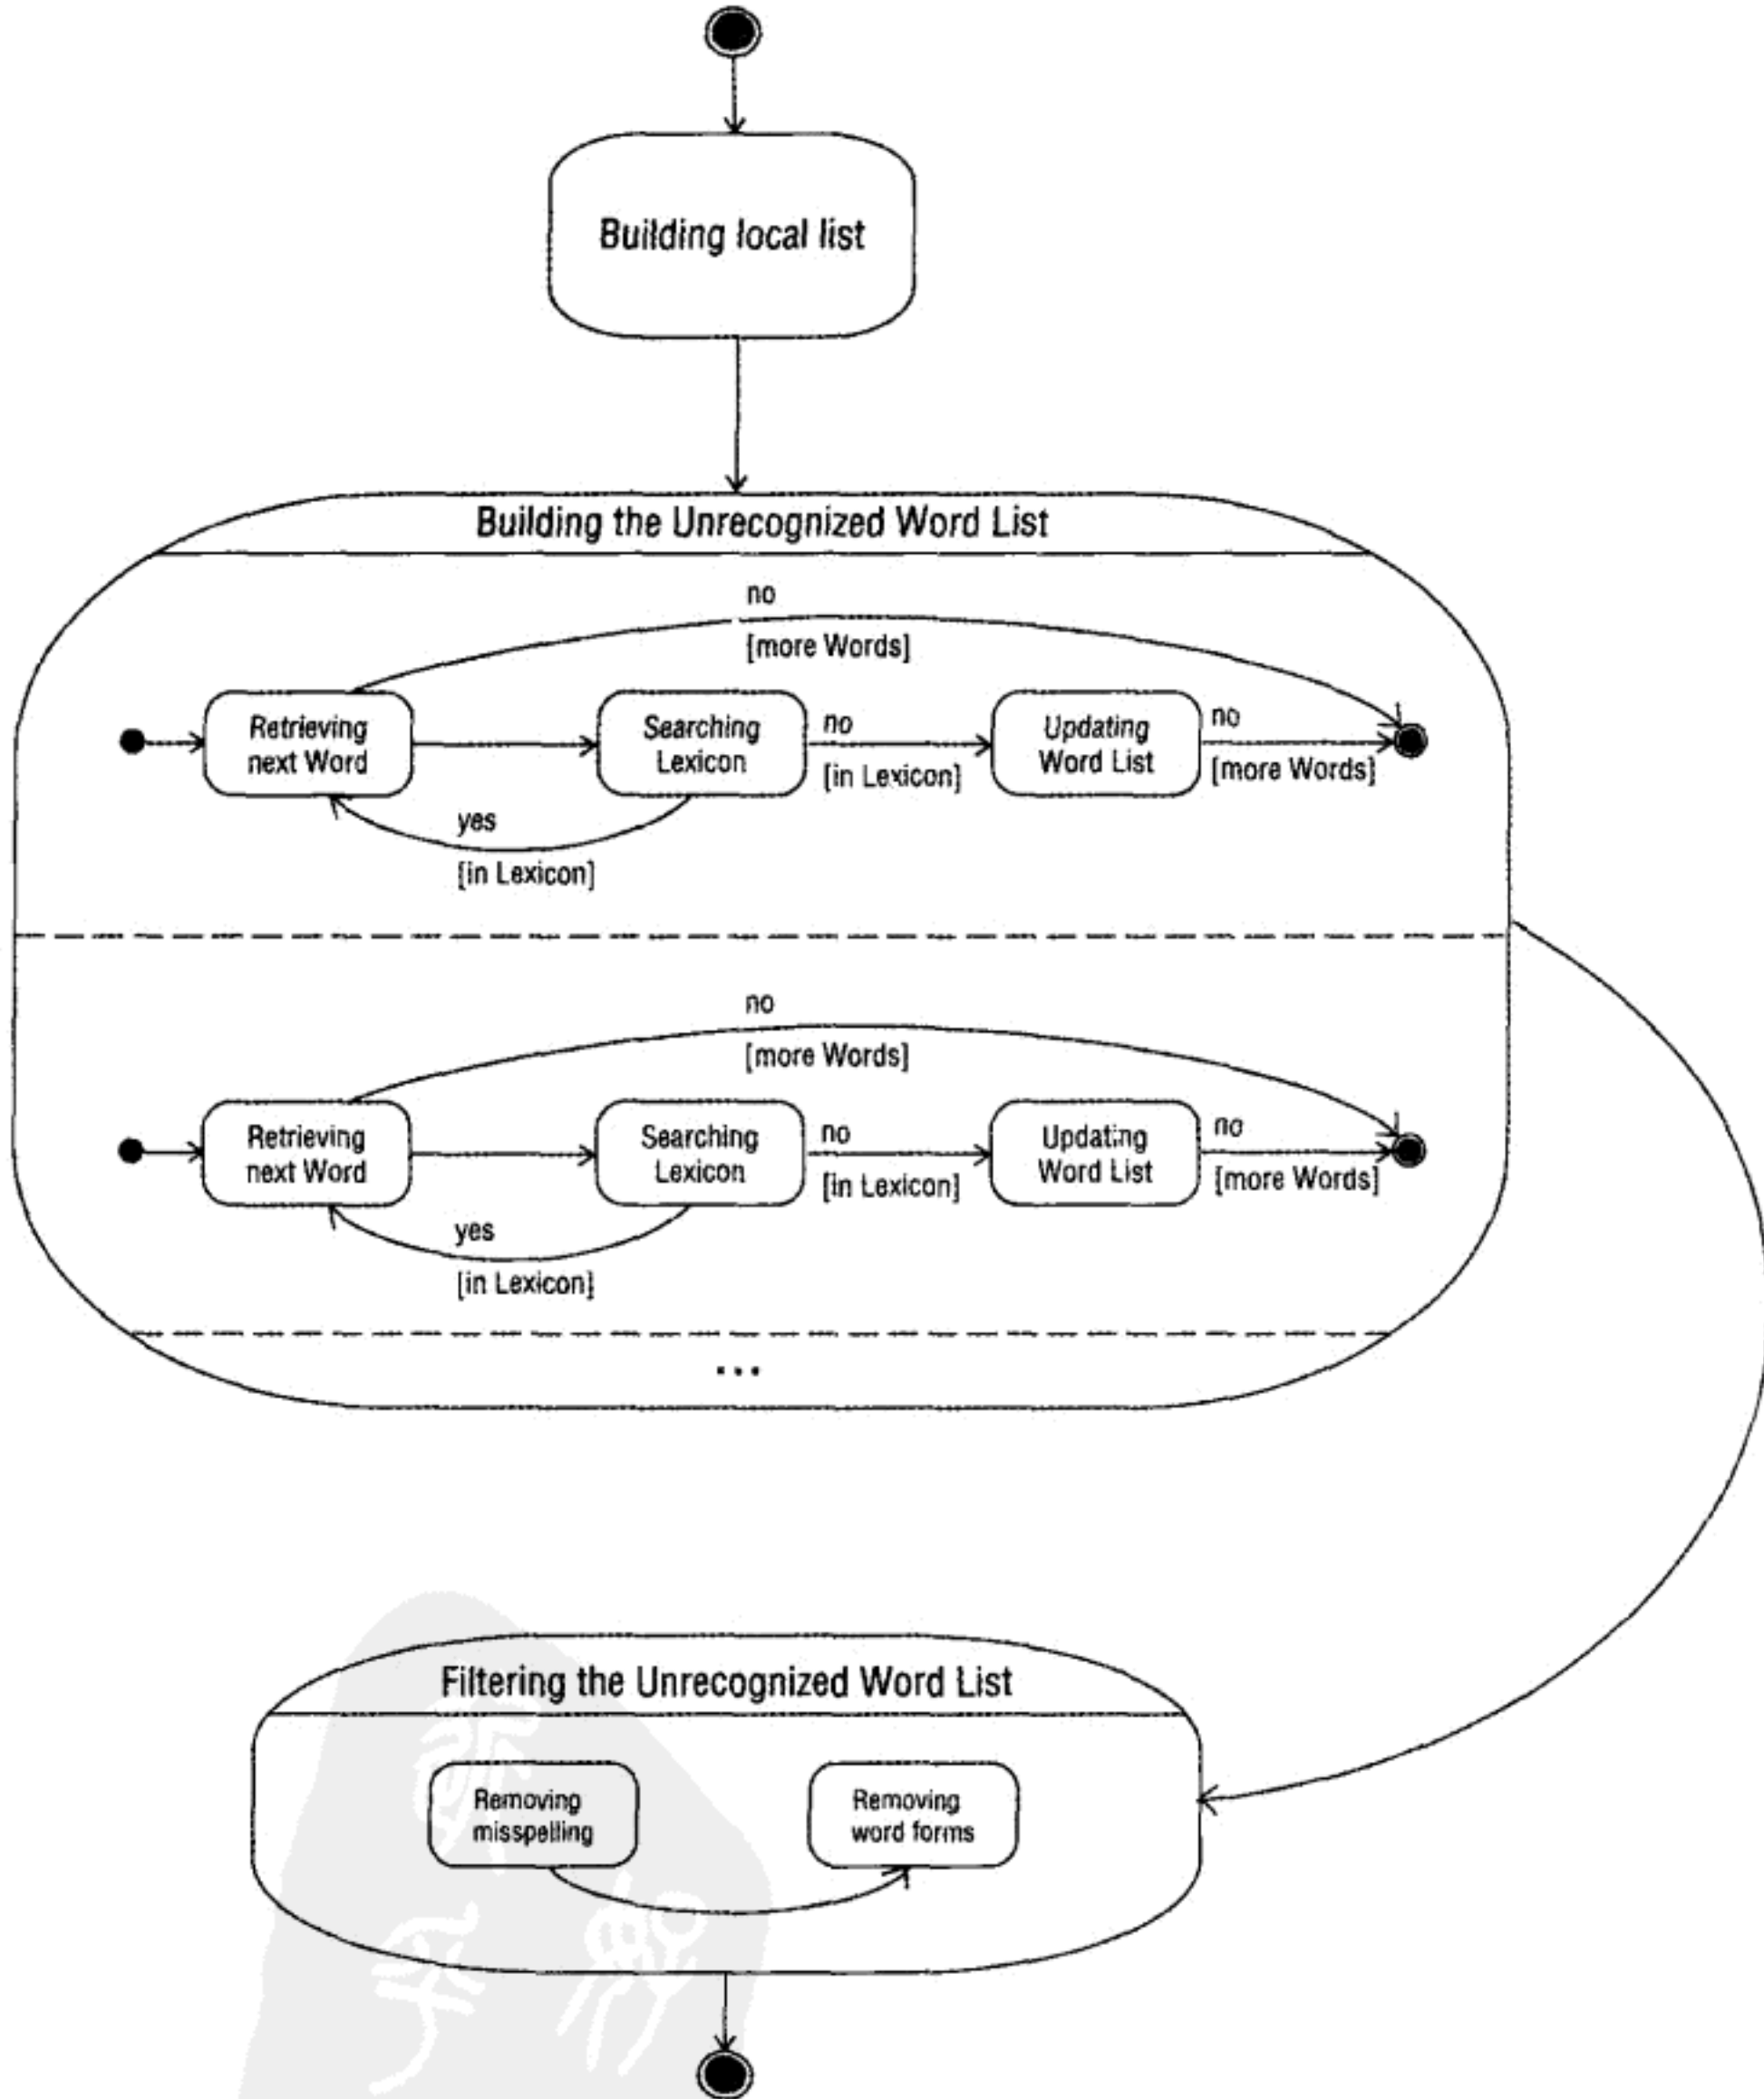 Building local list
Building the Unrecognized Word List
no
[more Words]
Retrieving
next Word
Searching
Lexicon
no
[in Lexicon]
Updating
Word List
no
[more Words]
yes
[in Lexicon]
no
[more Words]
Retrieving
next Word
Searching
Lexicon
no
[in Lexicon]
Updating
Word List
no
[more Words]
yes
[in Lexicon]
...
Filtering the Unrecognized Word List
Removing
misspelling
Removing
word forms